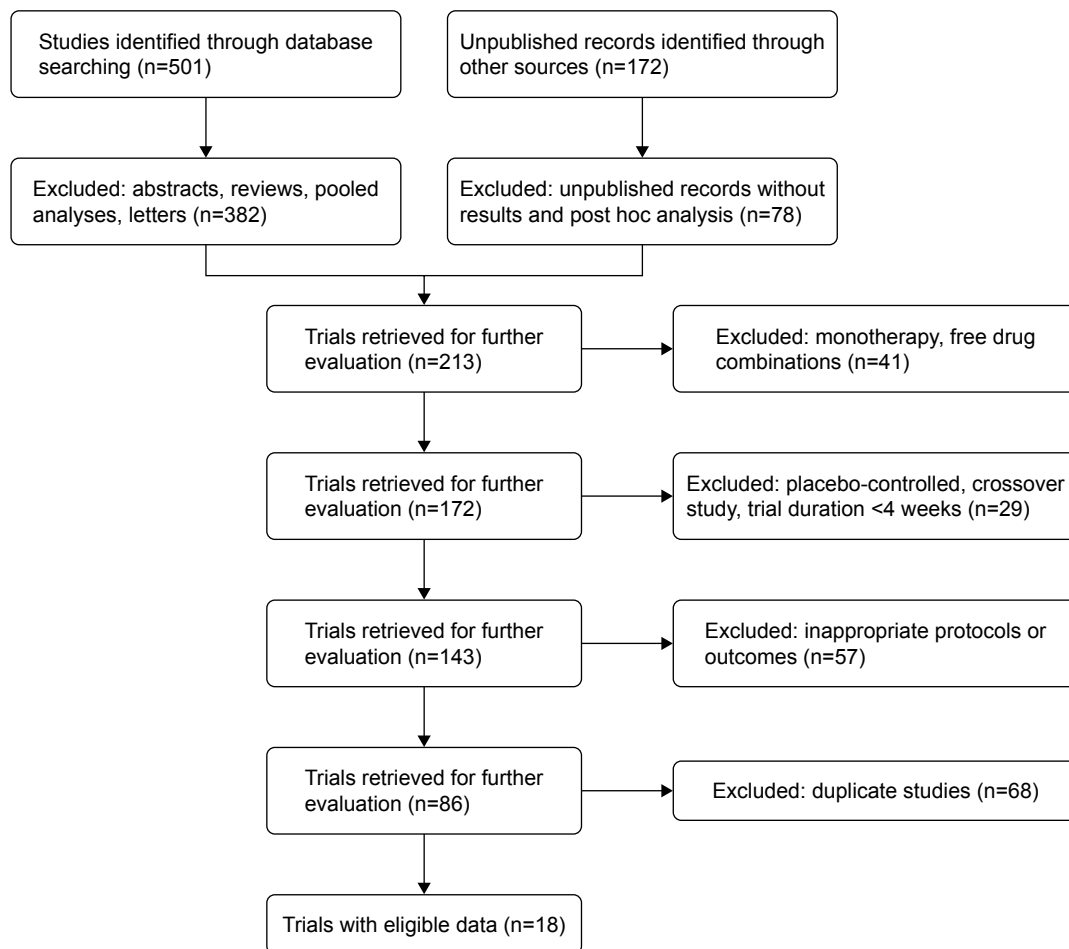 Studies identified through database
searching (n=501)
Unpublished records identified through
other sources (n=172)
Excluded: abstracts, reviews, pooled
analyses, letters (n=382)
Excluded: unpublished records without
results and post hoc analysis (n=78)
Trials retrieved for further
evaluation (n=213)
Excluded: monotherapy, free drug
combinations (n=41)
Trials retrieved for further
evaluation (n=172)
Excluded: placebo-controlled, crossover
study, trial duration <4 weeks (n=29)
Trials retrieved for further
evaluation (n=143)
Excluded: inappropriate protocols or
outcomes (n=57)
Trials retrieved for further
evaluation (n=86)
Excluded: duplicate studies (n=68)
Trials with eligible data (n=18)